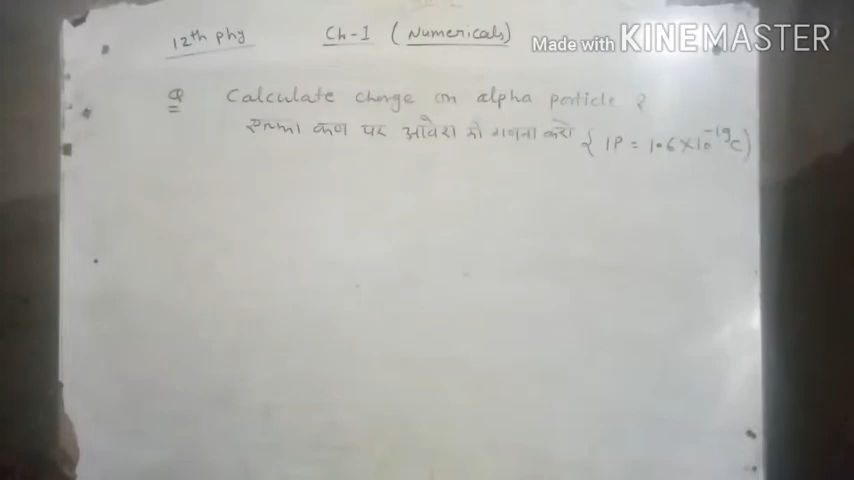 12th phy Ch-1 (Numericals)
Made with KINEMASTER
Q Calculate charge on alpha particle ?
एल्फा कण पर आवेश की गणना करो { 1P = 1.6×10⁻¹⁹C )